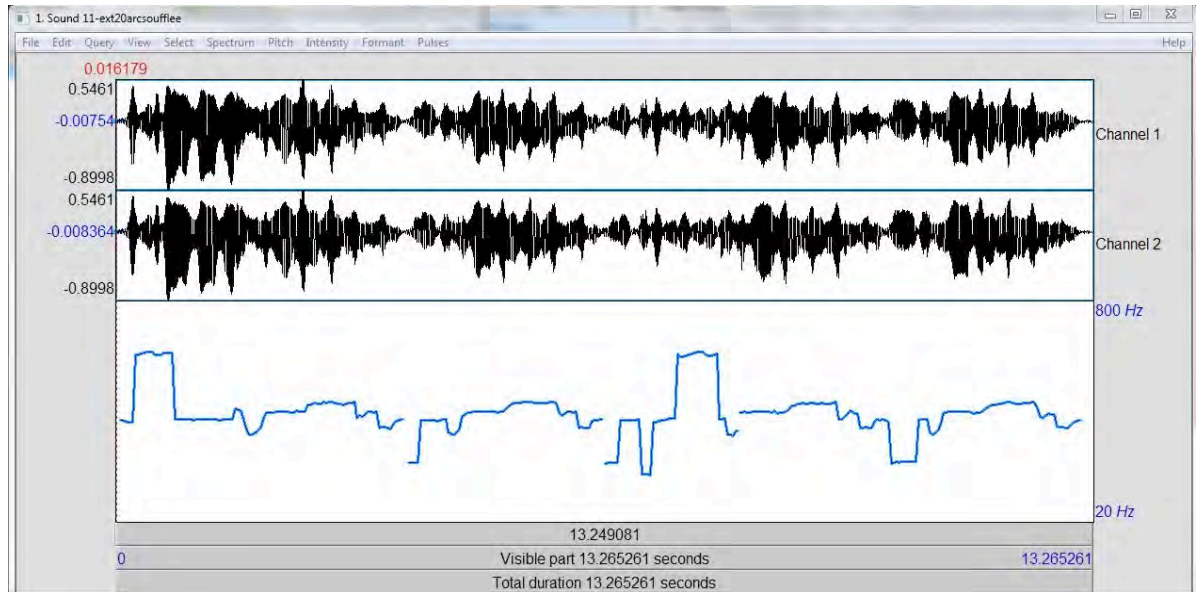 1. Sound 11-ext20arcsoufflee
File Edit Query View Select Spectrum Pitch Intensity Formant Pulses Help
0.016179
0.5461
-0.00754
Channel 1
-0.8998
0.5461
-0.008364
Channel 2
-0.8998
800 Hz
20 Hz
13.249081
0 Visible part 13.265261 seconds 13.265261
Total duration 13.265261 seconds